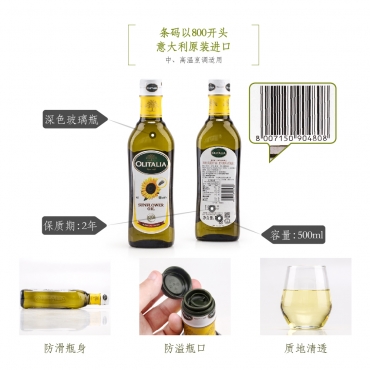 条码以800开头
意大利原装进口
中、高温烹调适用
深色玻璃瓶
8 007150 904808
OLITALIA
SUNFLOWER
OIL
保质期:2年
容量:500ml
防滑瓶身
防溢瓶口
质地清透